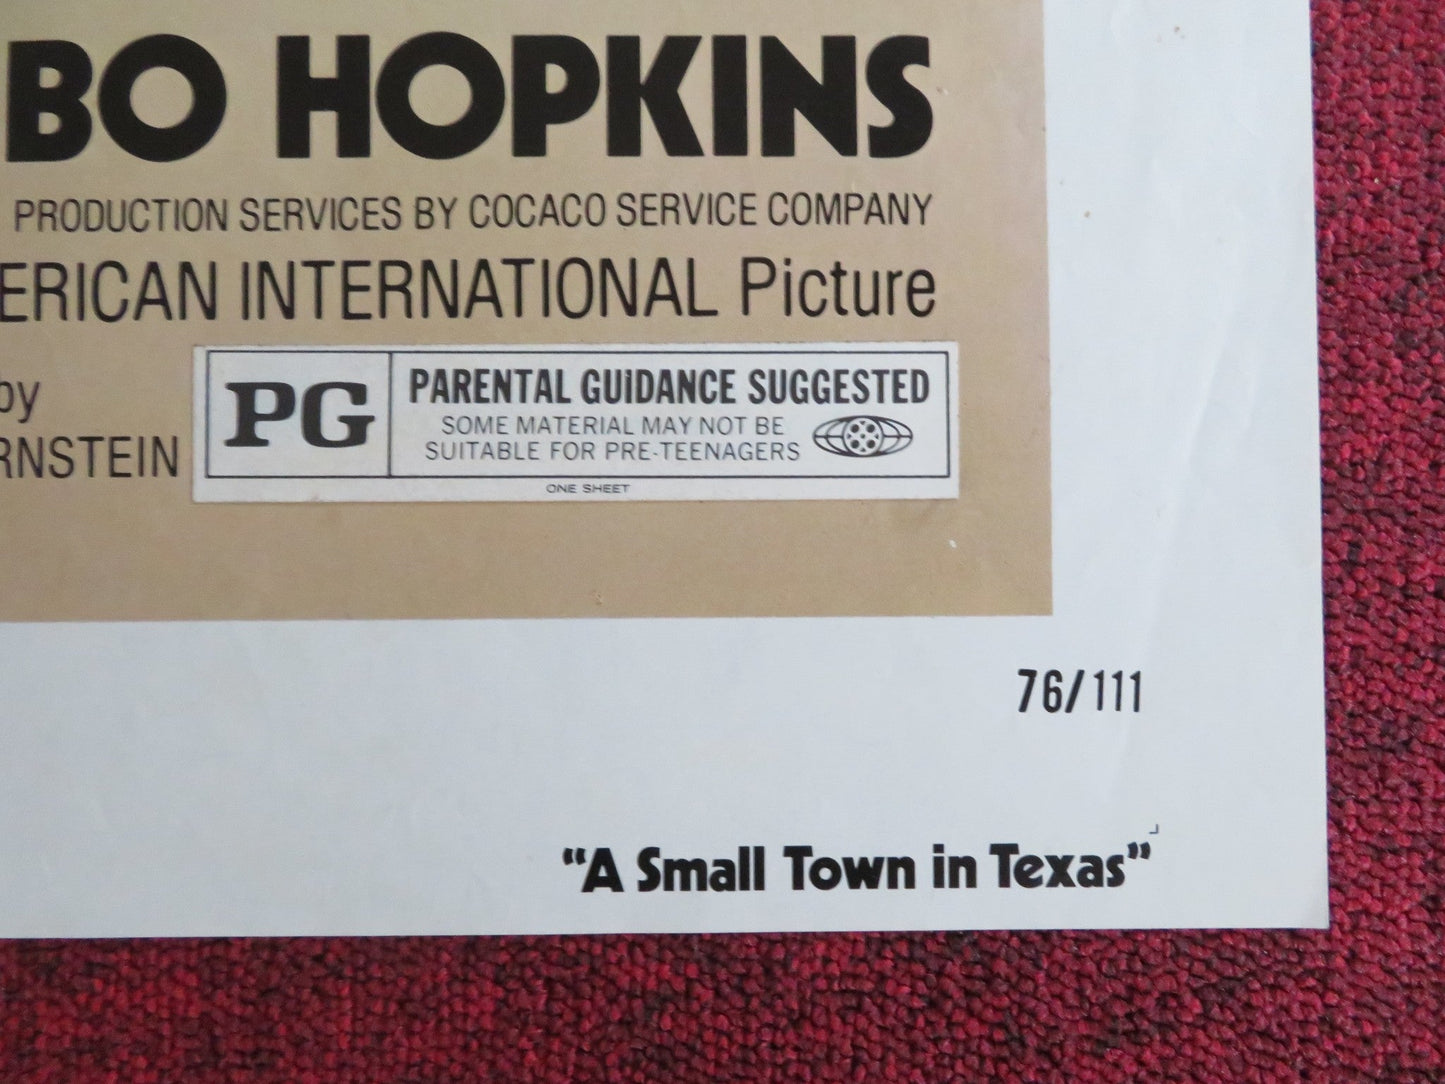 BO HOPKINS
PRODUCTION SERVICES BY COCACO SERVICE COMPANY
ERICAN INTERNATIONAL Picture
by
RNSTEIN
PG
PARENTAL GUIDANCE SUGGESTED
SOME MATERIAL MAY NOT BE
SUITABLE FOR PRE-TEENAGERS
ONE SHEET
76/111
“A Small Town in Texas”